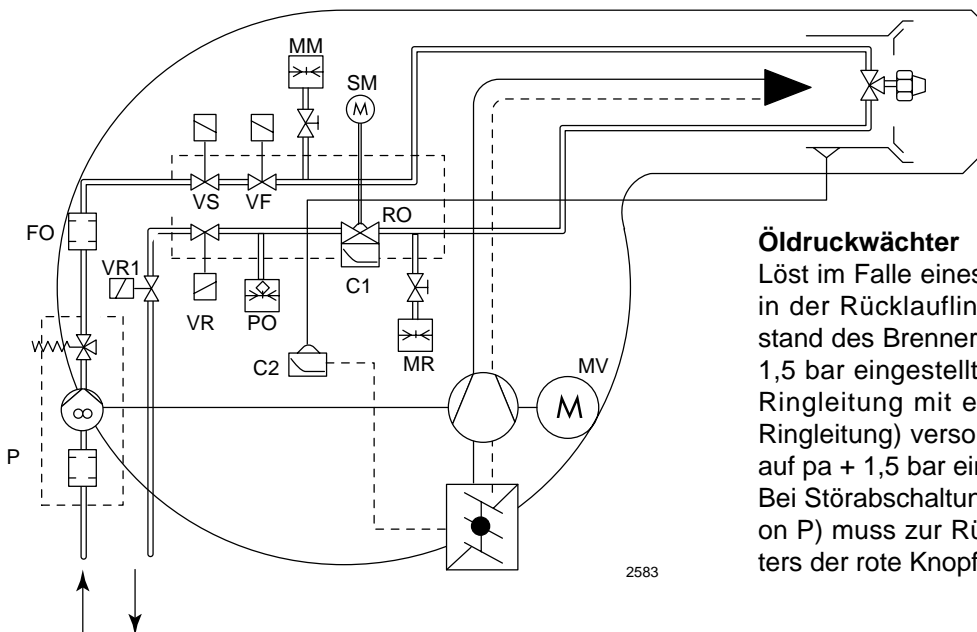 MM
SM
M
VS
VF
RO
FO
VR1
VR
PO
C1
MR
C2
MV
M
P
2583
Öldruckwächter
Löst im Falle eines
in der Rücklauflin
stand des Brenner
1,5 bar eingestellt
Ringleitung mit e
Ringleitung) verso
auf pa + 1,5 bar ein
Bei Störabschaltun
on P) muss zur Rü
ters der rote Knopf